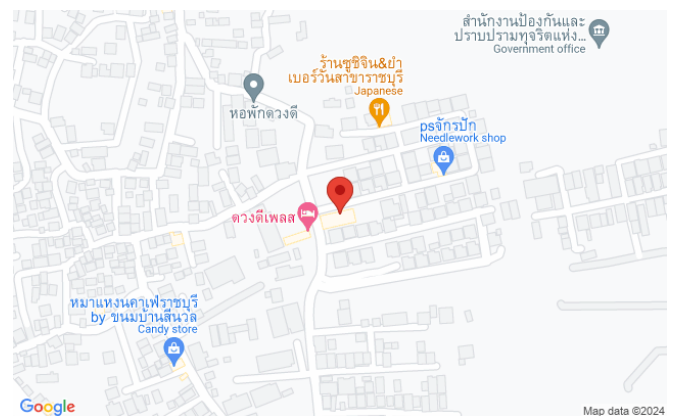 สำนักงานป้องกันและ
ปราบปรามทุจริตแห่ง...
Government office
ร้านซูชิจิน&ยำ
เบอร์วันสาขาราชบุรี
Japanese
หอพักดวงดี
psจักรปัก
Needlework shop
ดวงดีเพลส
หมาแหงนคาเฟ่ราชบุรี
by ขนมบ้านสีนวล
Candy store
Google
Map data ©2024